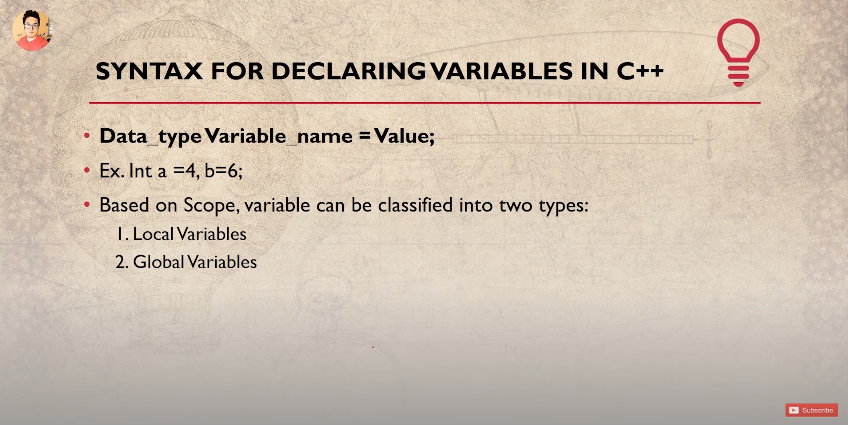 SYNTAX FOR DECLARING VARIABLES IN C++
• Data_type Variable_name = Value;
• Ex. Int a =4, b=6;
• Based on Scope, variable can be classified into two types:
1. Local Variables
2. Global Variables
Subscribe